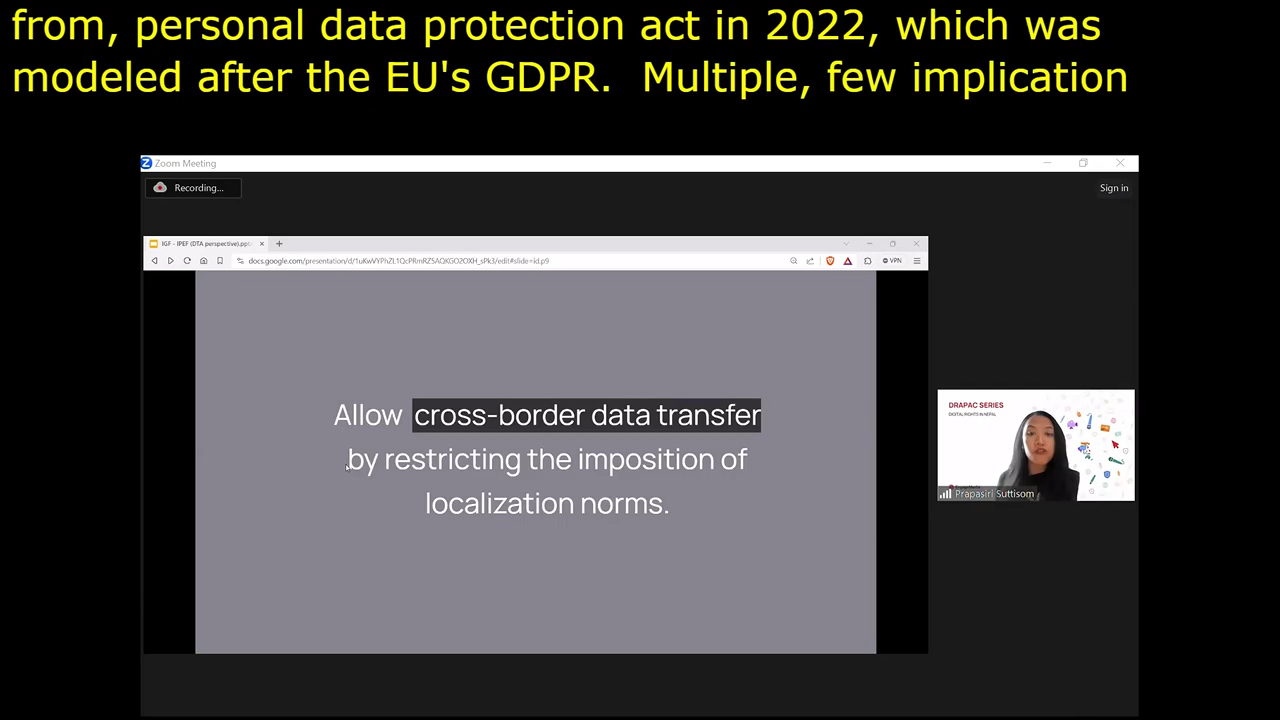 from, personal data protection act in 2022, which was
modeled after the EU's GDPR.  Multiple, few implication
Zoom Meeting
Recording...
Sign in
IGF - IPEF (DTA perspective).ppt
docs.google.com/presentation/d/1uKwVYPhZL1QcPRmRZ5AQKGO2OXH_sPk3/edit#slide=id.p9
VPN
Allow cross-border data transfer
by restricting the imposition of
localization norms.
DRAPAC SERIES
DIGITAL RIGHTS IN NEPAL
Prapasiri Suttisom